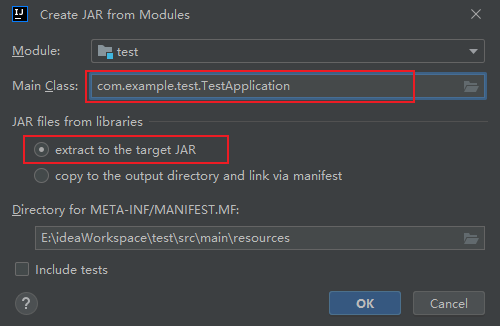 IJ
Create JAR from Modules
Module: test
Main Class: com.example.test.TestApplication
JAR files from libraries
extract to the target JAR
copy to the output directory and link via manifest
Directory for META-INF/MANIFEST.MF:
E:\ideaWorkspace\test\src\main\resources
Include tests
? OK Cancel